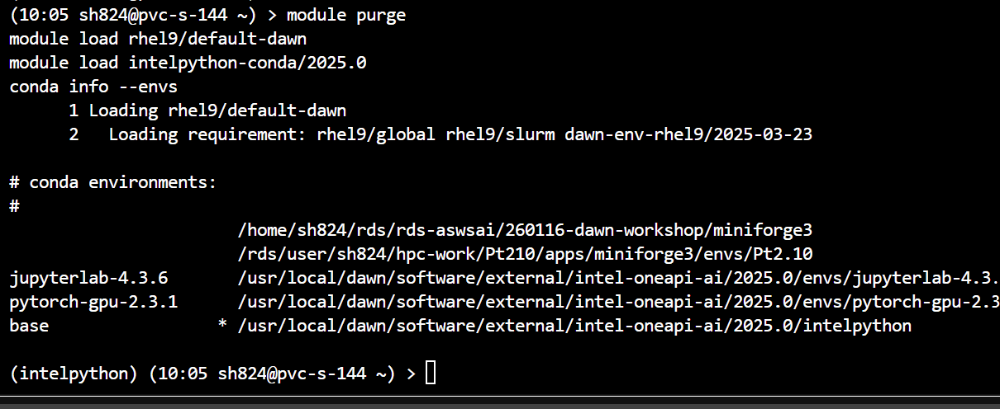 (10:05 sh824@pvc-s-144 ~) > module purge
module load rhel9/default-dawn
module load intelpython-conda/2025.0
conda info --envs
      1 Loading rhel9/default-dawn
      2   Loading requirement: rhel9/global rhel9/slurm dawn-env-rhel9/2025-03-23
# conda environments:
#
                       /home/sh824/rds/rds-aswsai/260116-dawn-workshop/miniforge3
                       /rds/user/sh824/hpc-work/Pt210/apps/miniforge3/envs/Pt2.10
jupyterlab-4.3.6       /usr/local/dawn/software/external/intel-oneapi-ai/2025.0/envs/jupyterlab-4.3.
pytorch-gpu-2.3.1      /usr/local/dawn/software/external/intel-oneapi-ai/2025.0/envs/pytorch-gpu-2.3
base                 * /usr/local/dawn/software/external/intel-oneapi-ai/2025.0/intelpython
(intelpython) (10:05 sh824@pvc-s-144 ~) >